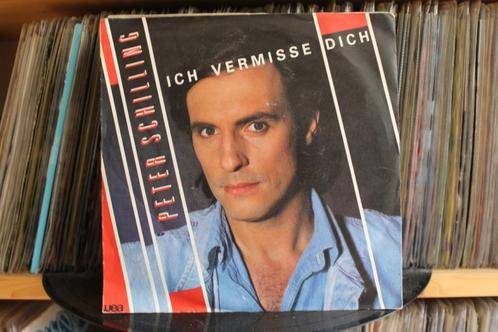 ICH VERMISSE DICH
PETER SCHILLING
wea